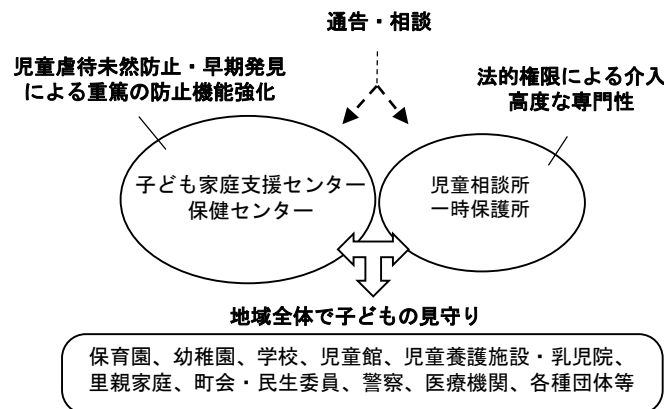 通告・相談
児童虐待未然防止・早期発見
による重篤の防止機能強化
法的権限による介入
高度な専門性
子ども家庭支援センター
保健センター
児童相談所
一時保護所
地域全体で子どもの見守り
保育園、幼稚園、学校、児童館、児童養護施設・乳児院、
里親家庭、町会・民生委員、警察、医療機関、各種団体等